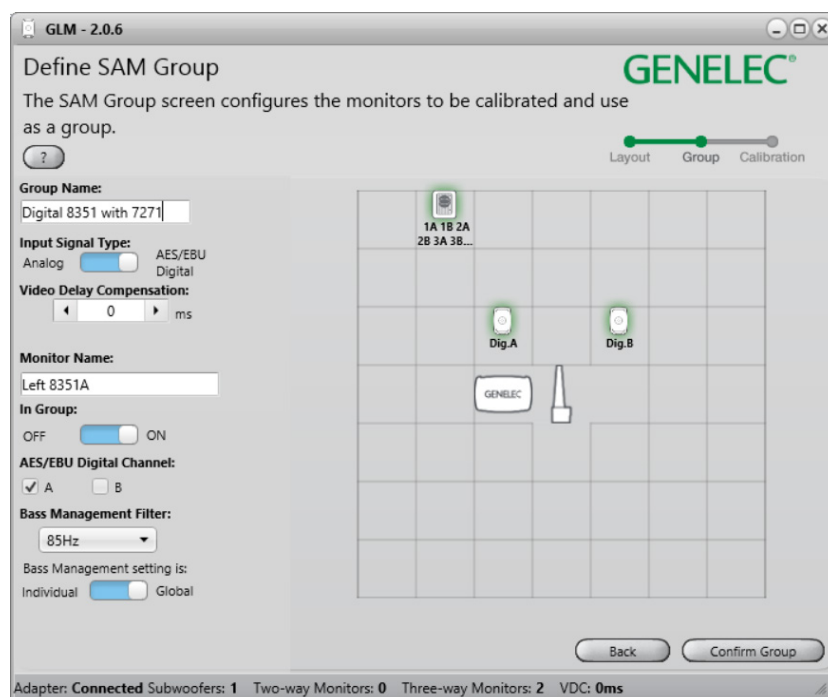 GLM - 2.0.6
Define SAM Group
GENELEC®
The SAM Group screen configures the monitors to be calibrated and use
as a group.
?
Layout Group Calibration
Group Name:
Digital 8351 with 7271
Input Signal Type:
Analog AES/EBU
Digital
Video Delay Compensation:
0 ms
Monitor Name:
Left 8351A
In Group:
OFF ON
AES/EBU Digital Channel:
A B
Bass Management Filter:
85Hz
Bass Management setting is:
Individual Global
1A 1B 2A
2B 3A 3B...
Dig.A Dig.B
GENELEC
Back Confirm Group
Adapter: Connected Subwoofers: 1 Two-way Monitors: 0 Three-way Monitors: 2 VDC: 0ms